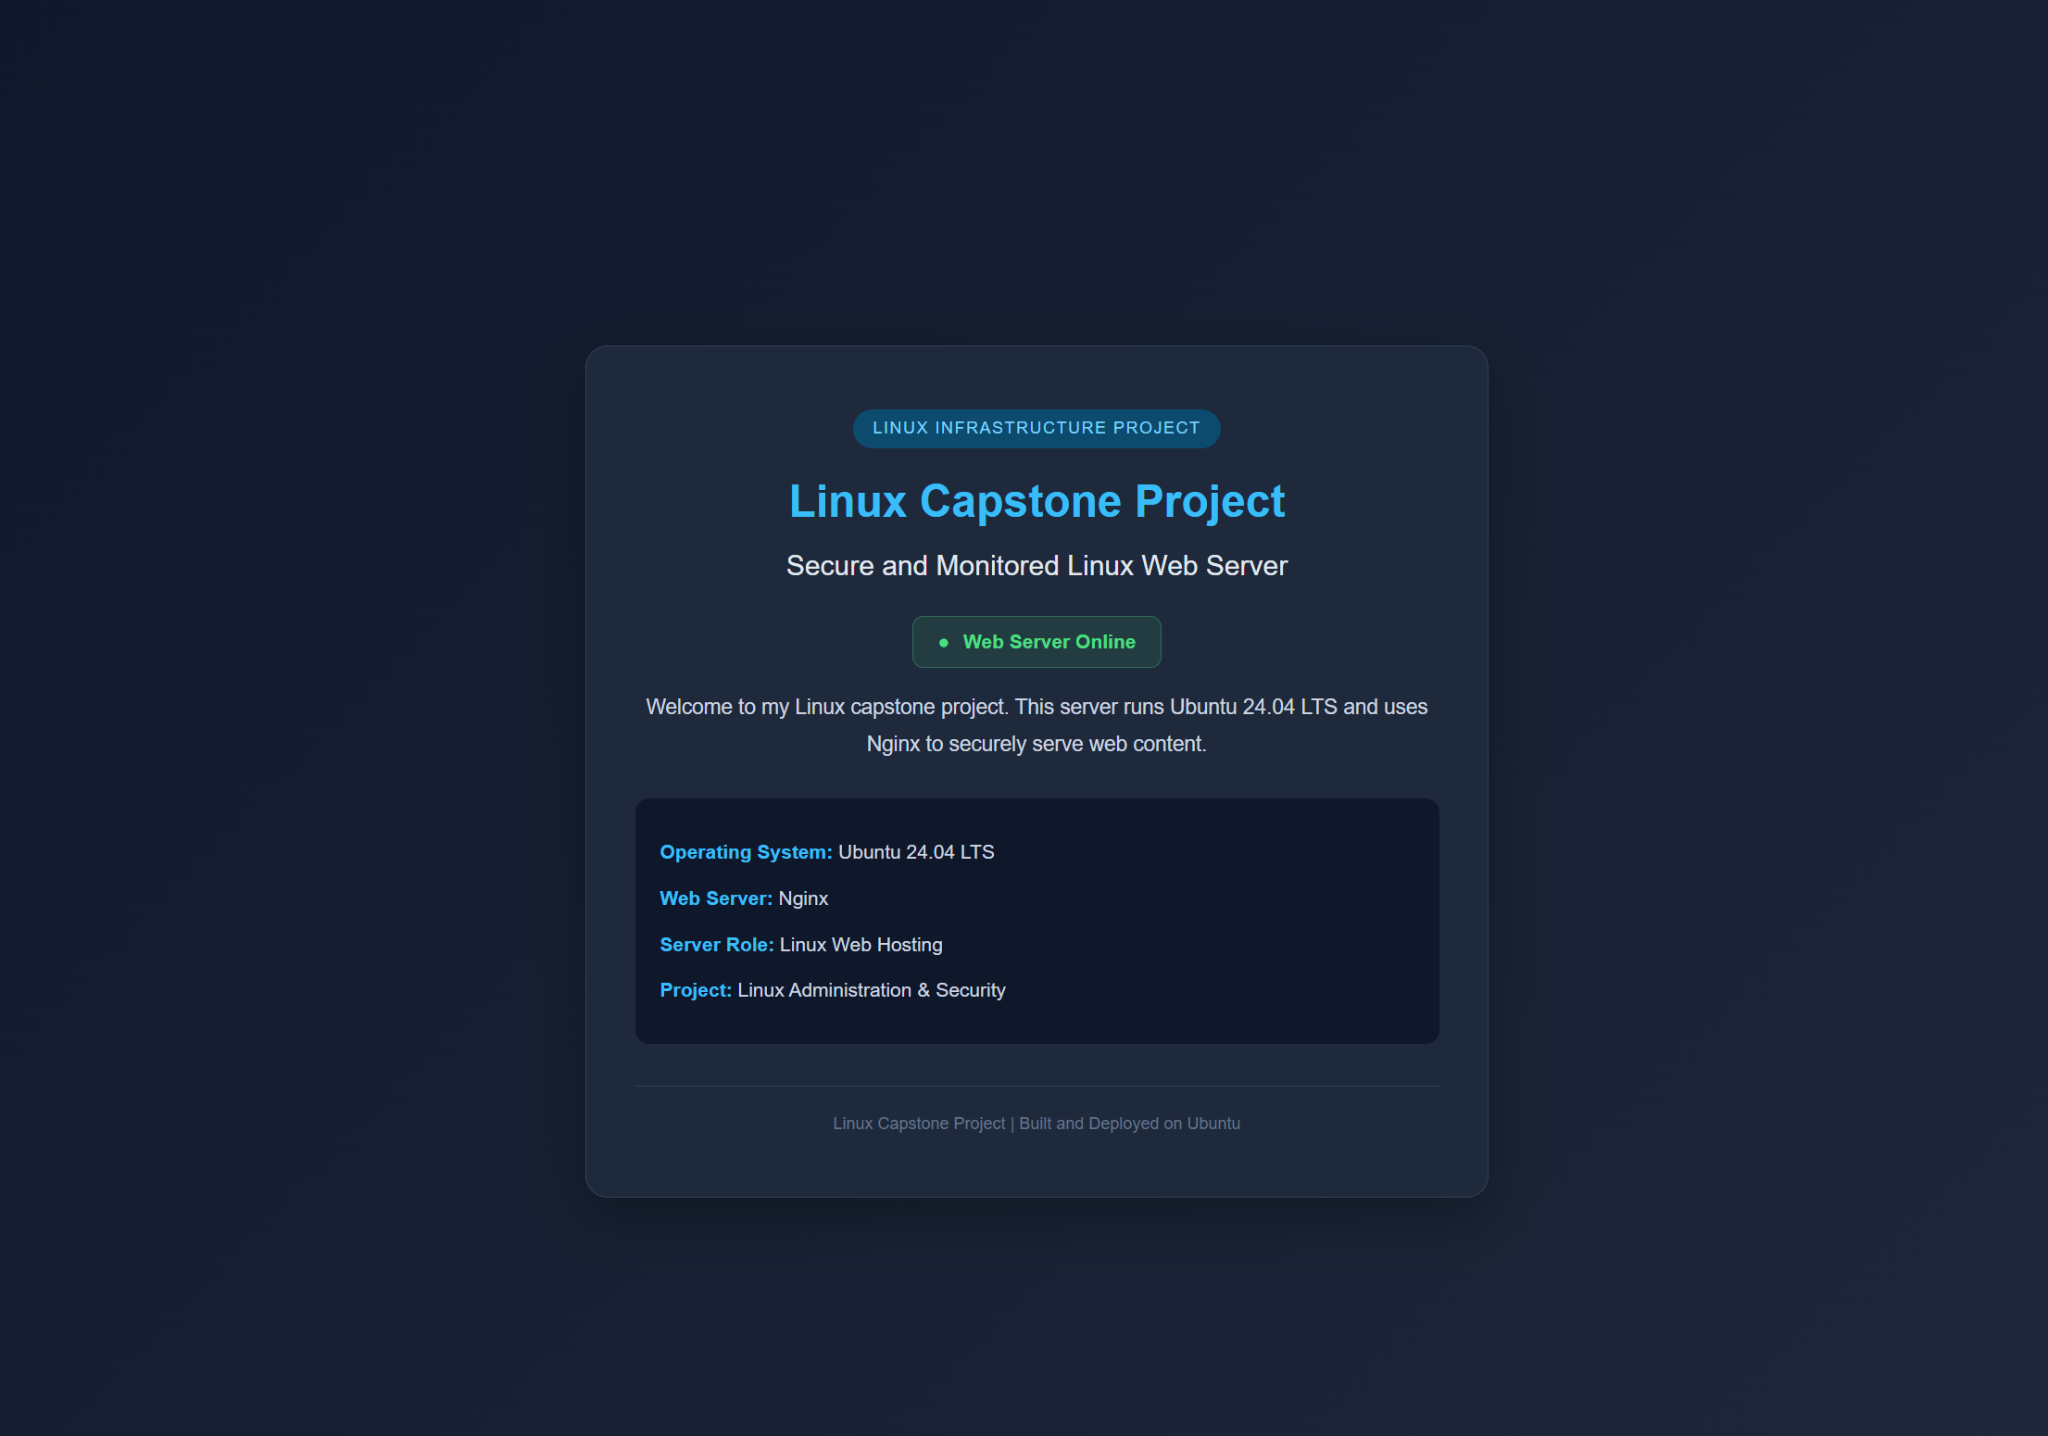 LINUX INFRASTRUCTURE PROJECT
Linux Capstone Project
Secure and Monitored Linux Web Server
● Web Server Online
Welcome to my Linux capstone project. This server runs Ubuntu 24.04 LTS and uses
Nginx to securely serve web content.
Operating System: Ubuntu 24.04 LTS
Web Server: Nginx
Server Role: Linux Web Hosting
Project: Linux Administration & Security
Linux Capstone Project | Built and Deployed on Ubuntu